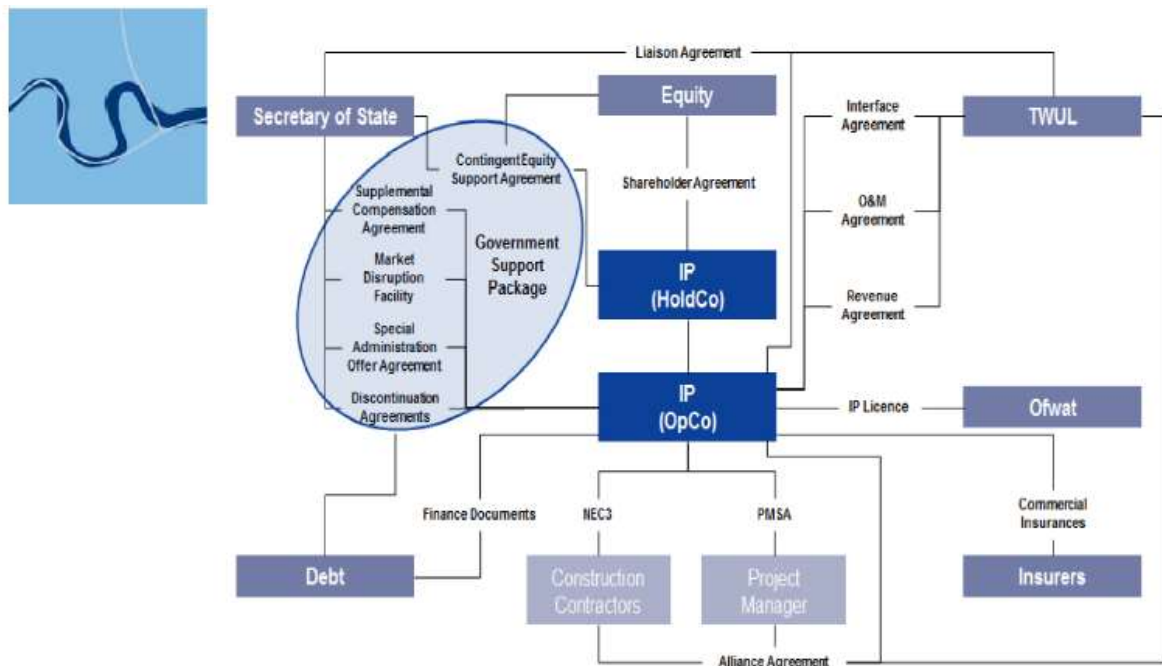 Liaison Agreement
Secretary of State
Equity
Interface
Agreement
TWUL
Contingent Equity
Support Agreement
Shareholder Agreement
Supplemental
Compensation
Agreement
O&M
Agreement
Government
Support
Package
Market
Disruption
Facility
IP
(HoldCo)
Revenue
Agreement
Special
Administration
Offer Agreement
Discontinuation
Agreements
IP
(OpCo)
IP Licence
Ofwat
Finance Documents
NEC3
PMSA
Commercial
Insurances
Debt
Construction
Contractors
Project
Manager
Insurers
Alliance Agreement